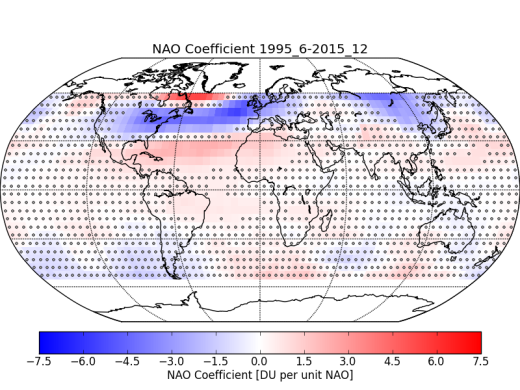 NAO Coefficient 1995_6-2015_12
−7.5 −6.0 −4.5 −3.0 −1.5 0.0 1.5 3.0 4.5 6.0 7.5
NAO Coefficient [DU per unit NAO]